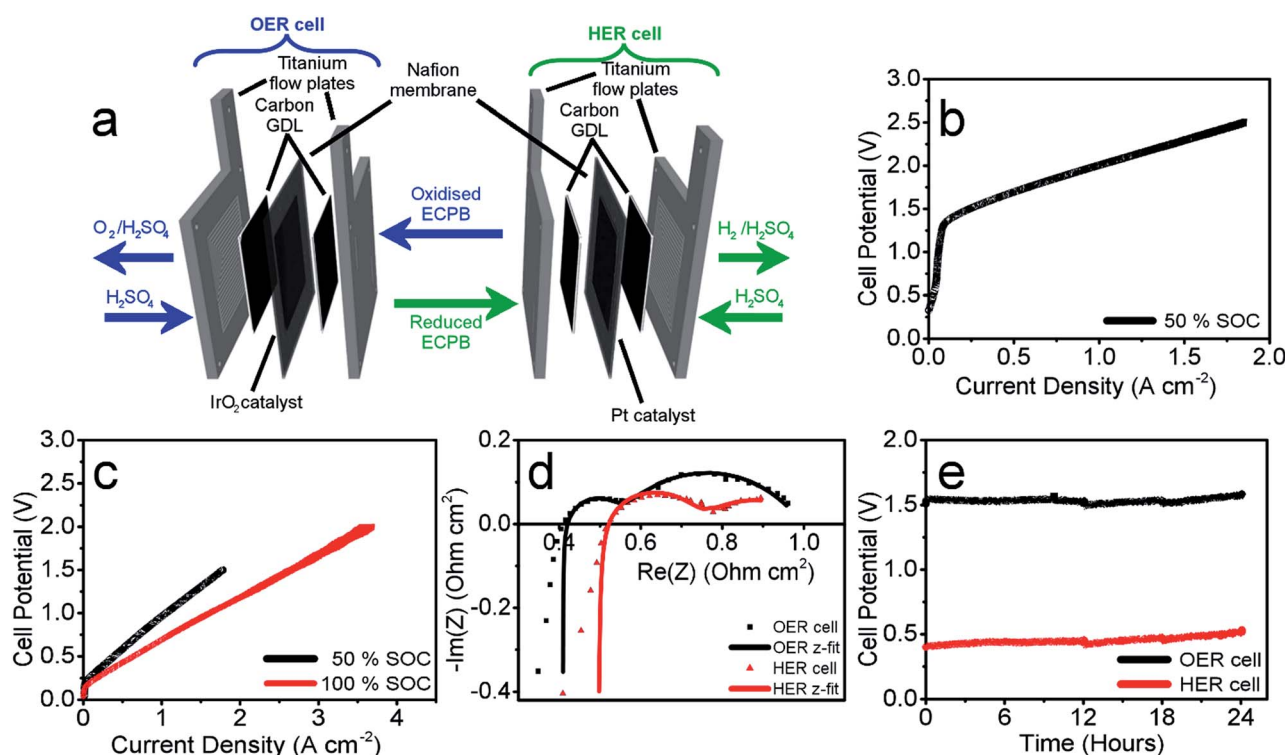 OER cell
HER cell
Titanium
flow plates
Nafion
membrane
Titanium
flow plates
Carbon
GDL
Carbon
GDL
a
Oxidised
ECPB
O₂/H₂SO₄
H₂SO₄
Reduced
ECPB
H₂/H₂SO₄
H₂SO₄
IrO₂catalyst
Pt catalyst
b
Cell Potential (V)
3.0
2.5
2.0
1.5
1.0
0.5
0.0
50 % SOC
0.0 0.5 1.0 1.5 2.0
Current Density (A cm⁻²)
c
Cell Potential (V)
3.0
2.5
2.0
1.5
1.0
0.5
0.0
50 % SOC
100 % SOC
0 1 2 3 4
Current Density (A cm⁻²)
d
-Im(Z) (Ohm cm²)
0.2
0.0
-0.2
-0.4
0.4 0.6 0.8 1.0
Re(Z) (Ohm cm²)
OER cell
OER z-fit
HER cell
HER z-fit
e
Cell Potential (V)
2.0
1.5
1.0
0.5
0.0
OER cell
HER cell
0 6 12 18 24
Time (Hours)